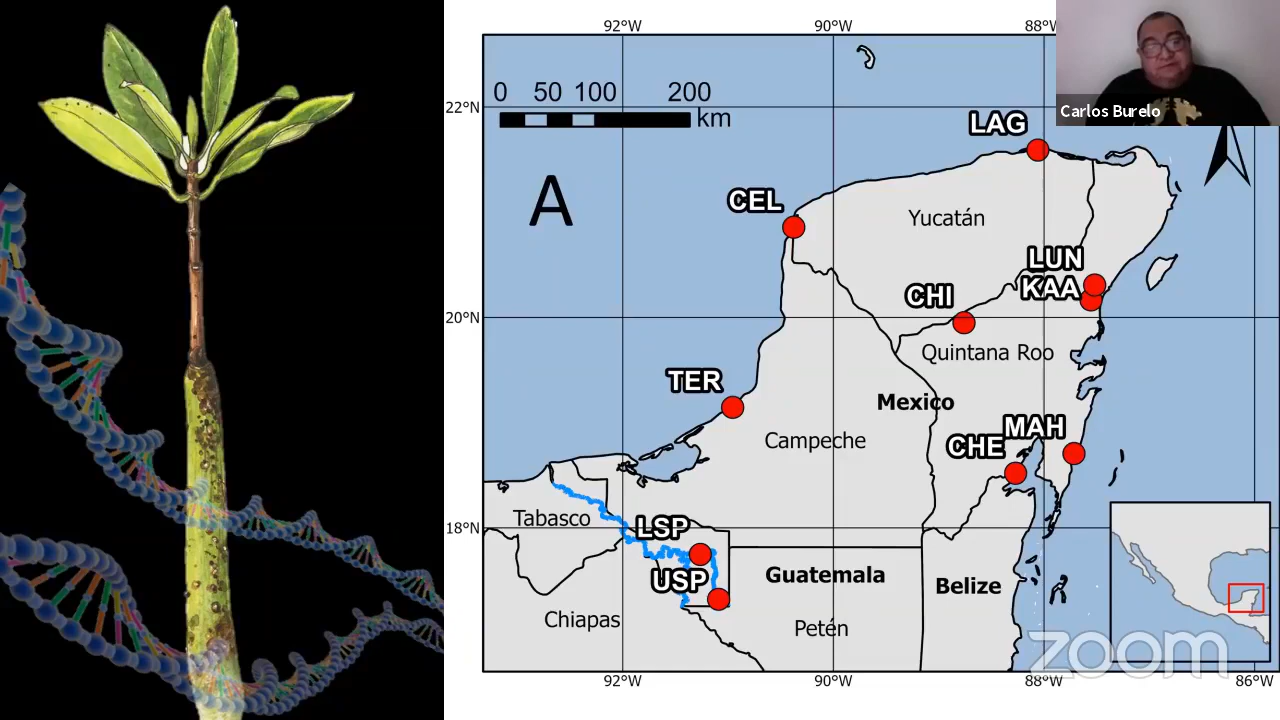 92°W 90°W 88°W
0 50 100 200
km
22°N
Carlos Burelo
LAG
A
CEL
Yucatán
LUN
KAA
CHI
20°N
Quintana Roo
TER
Mexico
MAH
Campeche
CHE
Tabasco
LSP
18°N
USP
Guatemala
Belize
Chiapas
Petén
zoom
92°W 90°W 88°W 86°W